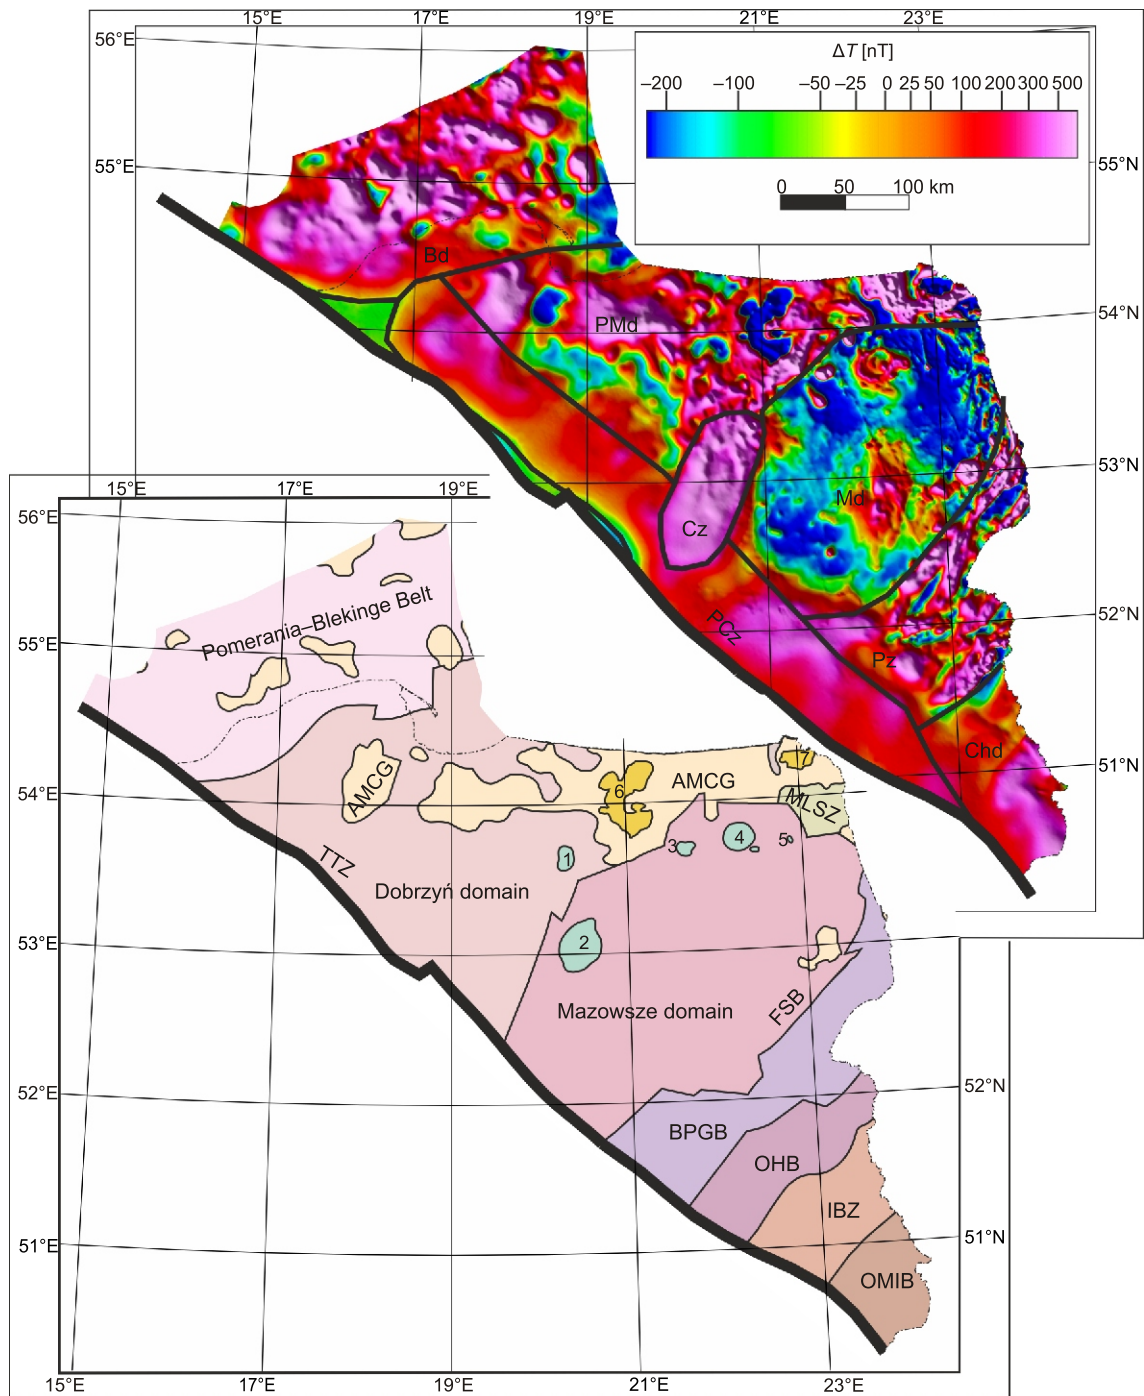 15°E 17°E 19°E 21°E 23°E
56°E
ΔT [nT]
–200 –100 –50 –25 0 25 50 100 200 300 500
55°E
55°N
0 50 100 km
Bd
54°N
PMd
53°N
Md
Cz
15°E 17°E 19°E
56°E
52°N
PCz
Pz
Pomerania–Blekinge Belt
55°E
Chd
51°N
AMCG
7
AMCG
6
54°E
MLSZ
TTZ
1
3
4
5
Dobrzyń domain
2
53°E
Mazowsze domain
FSB
52°E
52°N
BPGB
OHB
IBZ
51°E
51°N
OMIB
15°E 17°E 19°E 21°E 23°E